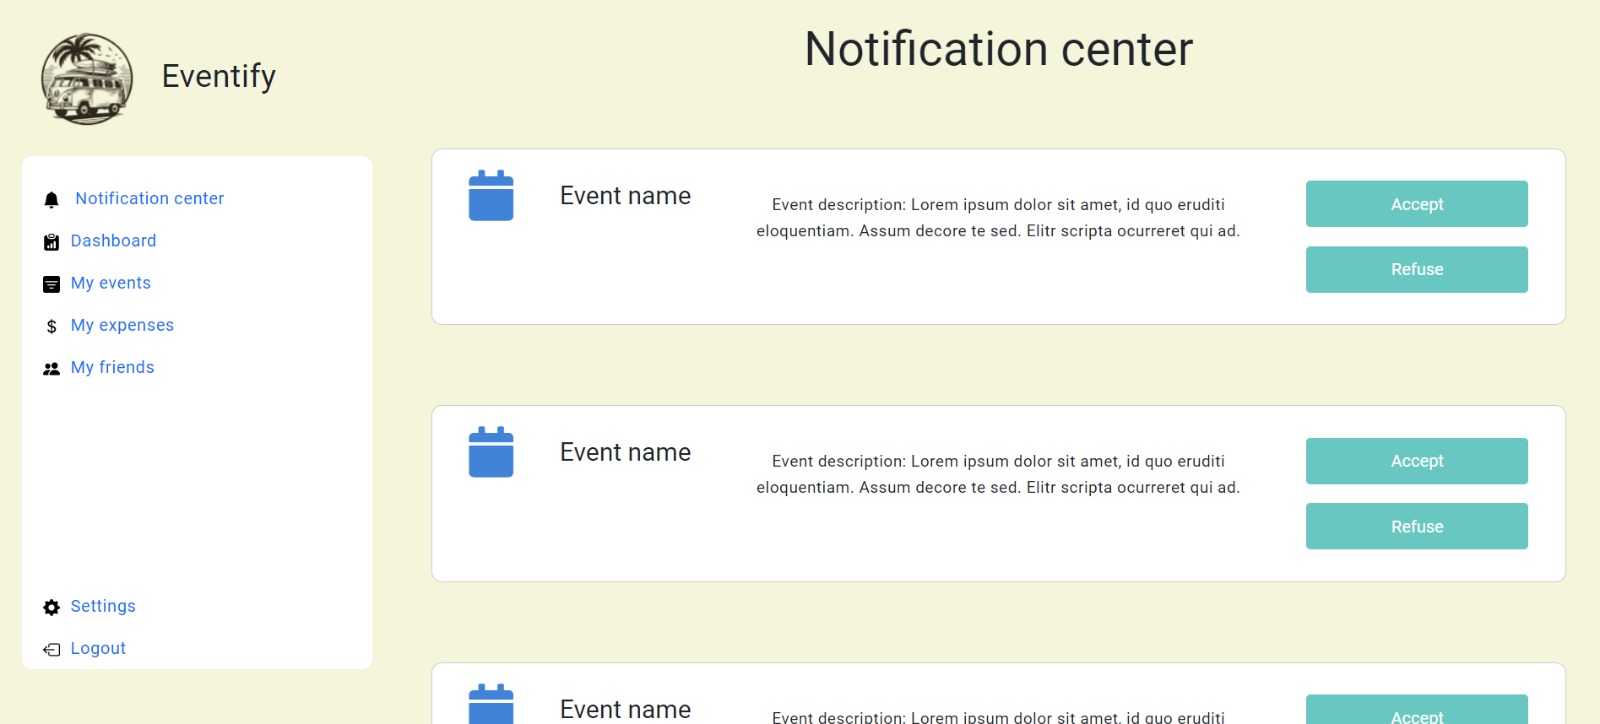 Eventify
Notification center
Notification center
Dashboard
My events
$ My expenses
My friends
Settings
Logout
Event name
Event description: Lorem ipsum dolor sit amet, id quo eruditi
eloquentiam. Assum decore te sed. Elitr scripta ocurreret qui ad.
Accept
Refuse
Event name
Event description: Lorem ipsum dolor sit amet, id quo eruditi
eloquentiam. Assum decore te sed. Elitr scripta ocurreret qui ad.
Accept
Refuse
Event name
Event description: Lorem ipsum dolor sit amet, id quo eruditi
Accept